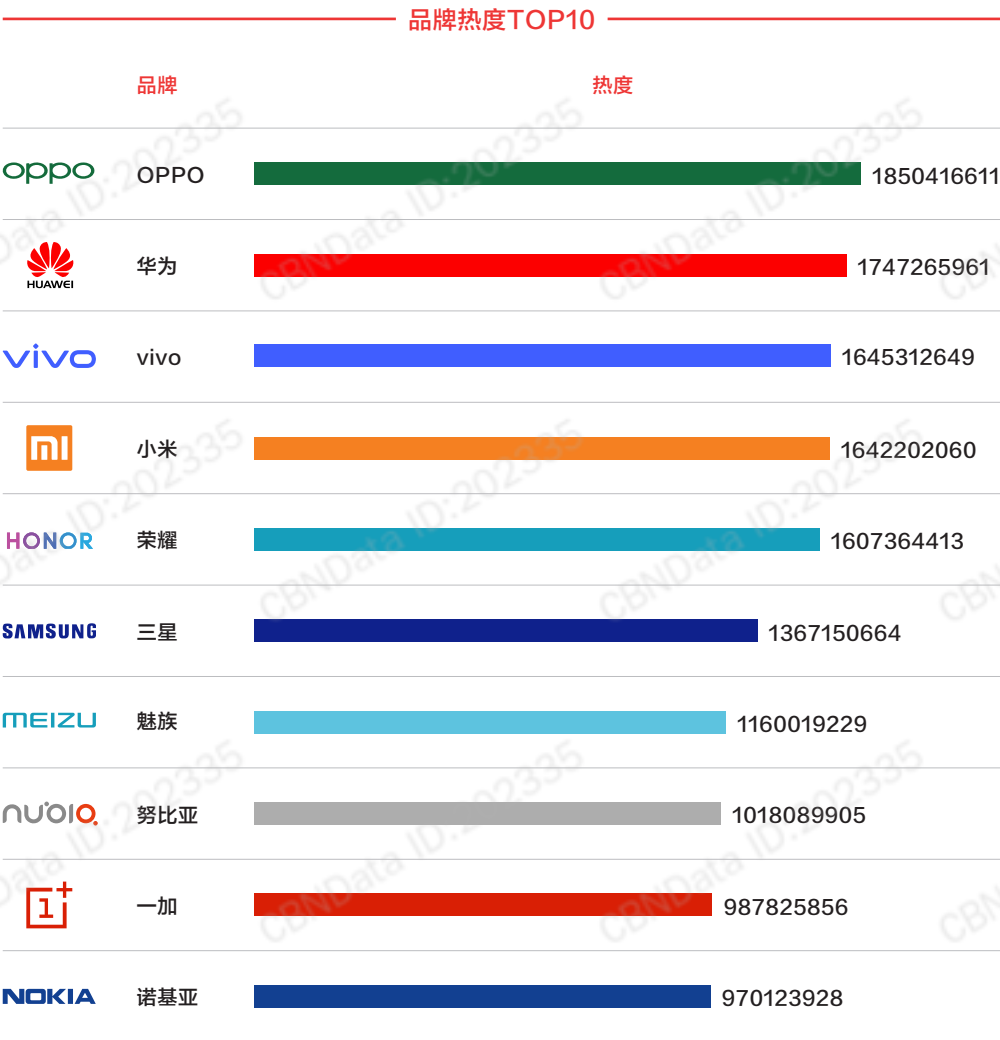 品牌热度TOP10
品牌 热度
oppo OPPO 1850416611
HUAWEI 华为 1747265961
vivo vivo 1645312649
mi 小米 1642202060
HONOR 荣耀 1607364413
SAMSUNG 三星 1367150664
MEIZU 魅族 1160019229
nubia 努比亚 1018089905
1+ 一加 987825856
NOKIA 诺基亚 970123928
CBNData ID:202335